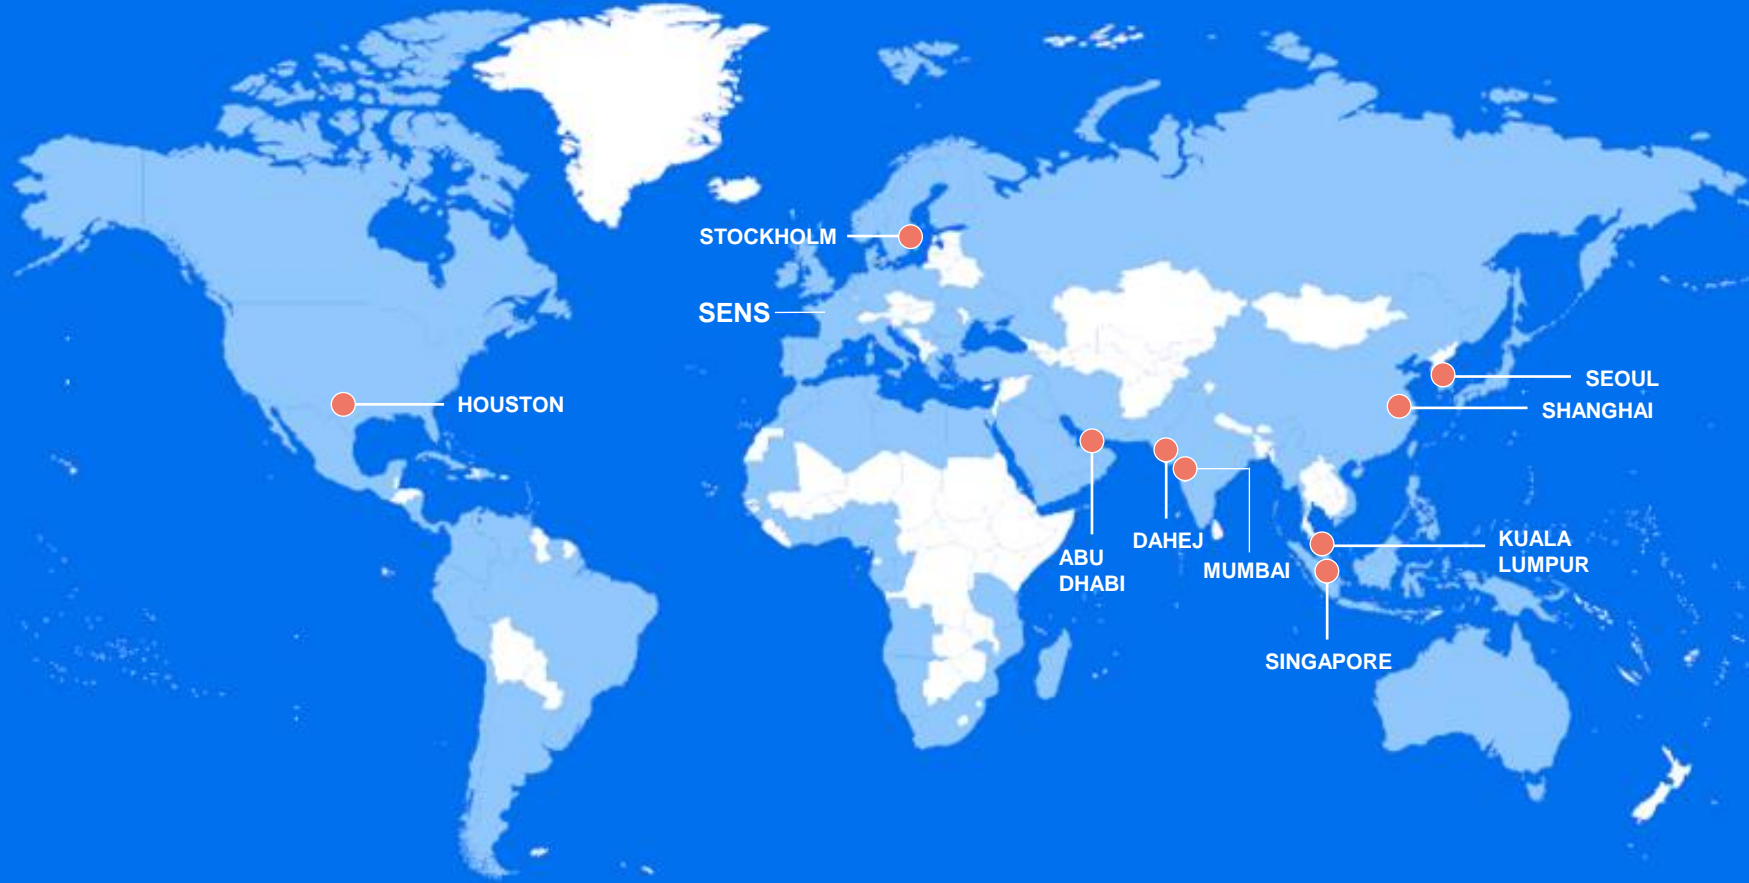 STOCKHOLM
SENS
HOUSTON
SEOUL
SHANGHAI
ABU
DHABI
DAHEJ
MUMBAI
KUALA
LUMPUR
SINGAPORE